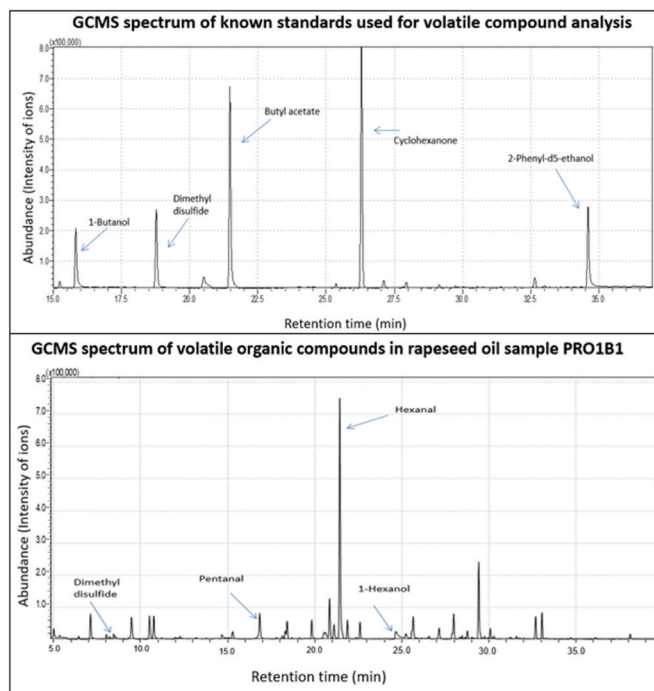 GCMS spectrum of known standards used for volatile compound analysis
(x100,000)
8.0
7.0
6.0
5.0
4.0
3.0
2.0
1.0
Abundance (Intensity of ions)
1-Butanol
Dimethyl
disulfide
Butyl acetate
Cyclohexanone
2-Phenyl-d5-ethanol
15.0 17.5 20.0 22.5 25.0 27.5 30.0 32.5 35.0
Retention time (min)
GCMS spectrum of volatile organic compounds in rapeseed oil sample PRO1B1
(x100,000)
8.0
7.0
6.0
5.0
4.0
3.0
2.0
1.0
Abundance (Intensity of ions)
Hexanal
Dimethyl
disulfide
Pentanal
1-Hexanol
5.0 10.0 15.0 20.0 25.0 30.0 35.0
Retention time (min)